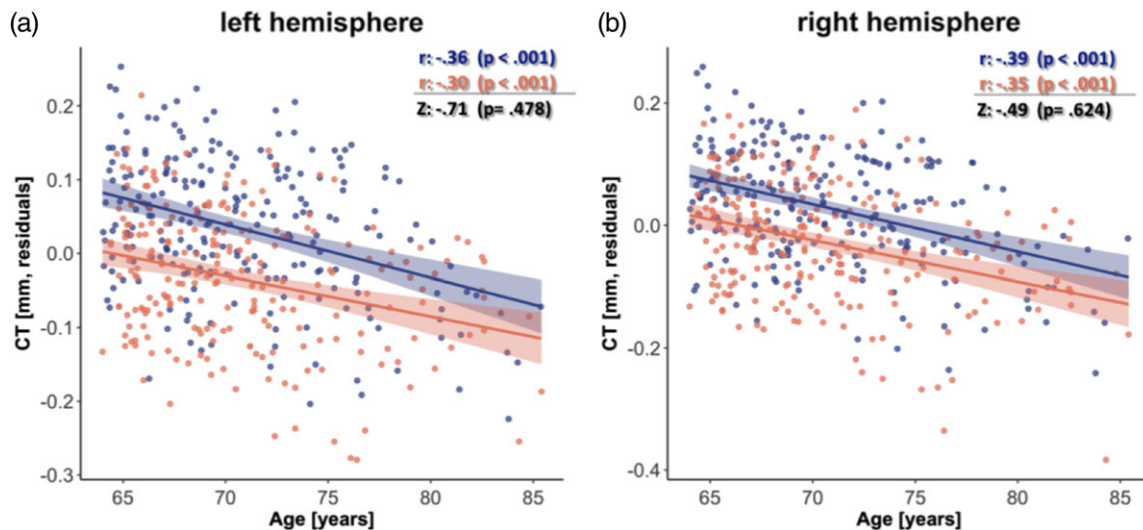 (a)
left hemisphere
r: -.36 (p < .001)
r: -.30 (p < .001)
Z: -.71 (p= .478)
CT [mm, residuals]
0.2
0.1
0.0
-0.1
-0.2
-0.3
65 70 75 80 85
Age [years]
(b)
right hemisphere
r: -.39 (p < .001)
r: -.35 (p < .001)
Z: -.49 (p= .624)
CT [mm, residuals]
0.2
0.0
-0.2
-0.4
65 70 75 80 85
Age [years]